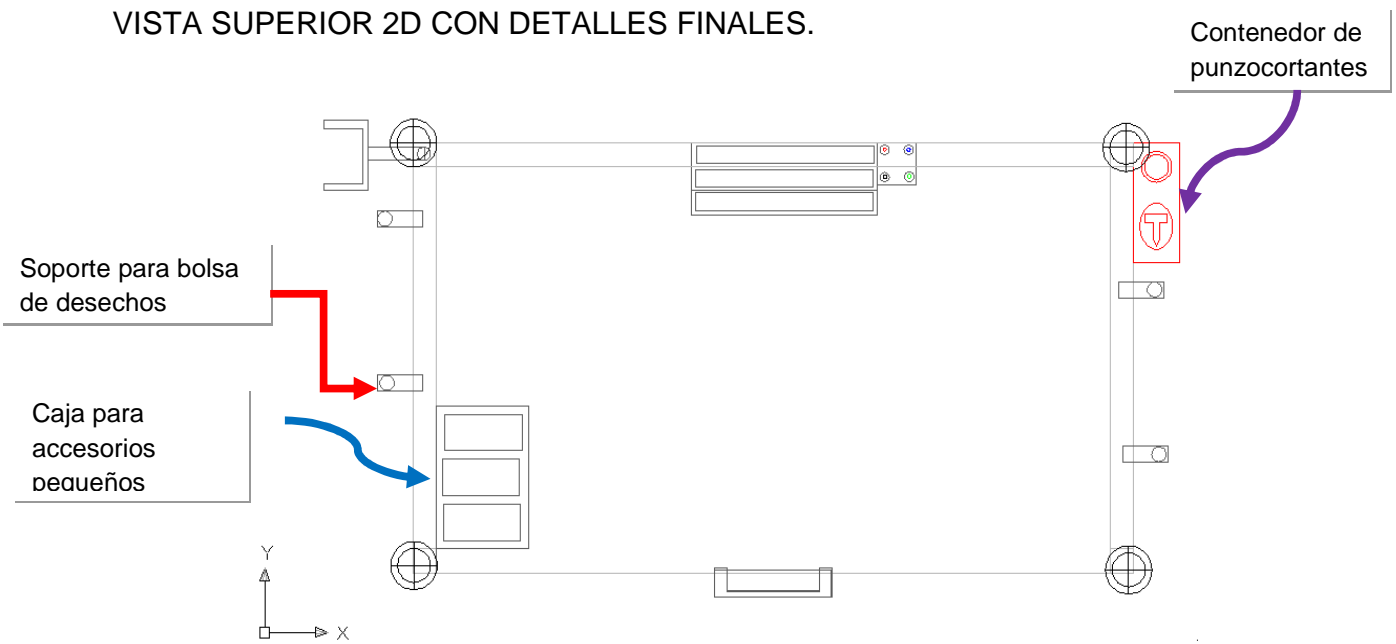 VISTA SUPERIOR 2D CON DETALLES FINALES.
Contenedor de
punzocortantes
Soporte para bolsa
de desechos
Caja para
accesorios
pequeños
Y
X